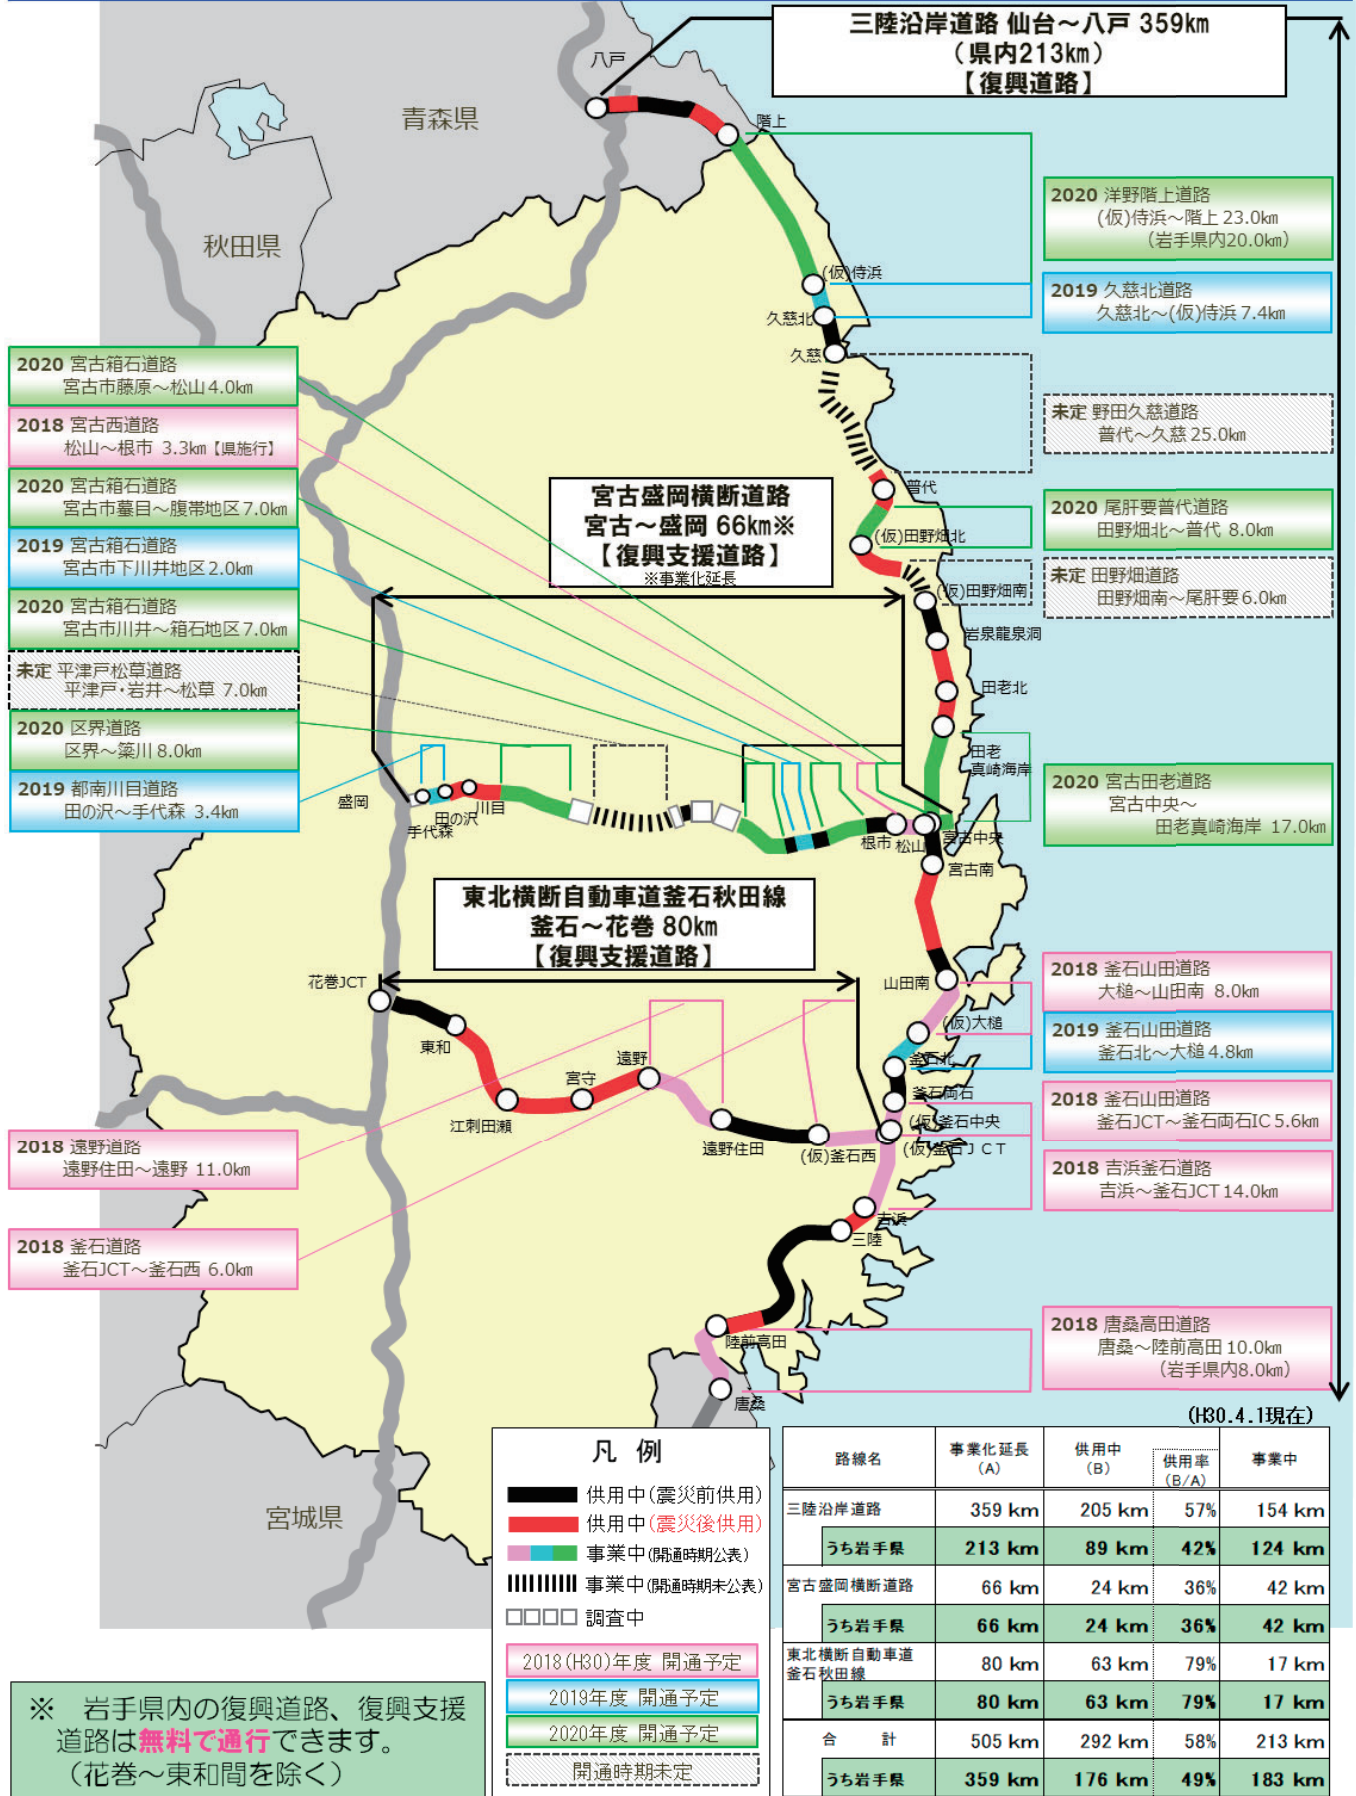 三陸沿岸道路 仙台～八戸 359km
（県内213km）
【復興道路】
八戸
青森県
階上
秋田県
2020 洋野階上道路
(仮)侍浜～階上 23.0km
（岩手県内20.0km）
(仮)侍浜
2019 久慈北道路
久慈北～(仮)侍浜 7.4km
久慈北
久慈
未定 野田久慈道路
普代～久慈 25.0km
普代
2020 尾肝要普代道路
田野畑北～普代 8.0km
(仮)田野畑北
未定 田野畑道路
田野畑南～尾肝要 6.0km
(仮)田野畑南
岩泉龍泉洞
田老北
田老
真崎海岸
2020 宮古田老道路
宮古中央～
田老真崎海岸 17.0km
2020 宮古箱石道路
宮古市藤原～松山 4.0km
2018 宮古西道路
松山～根市 3.3km【県施行】
2020 宮古箱石道路
宮古市蟇目～腹帯地区 7.0km
2019 宮古箱石道路
宮古市下川井地区 2.0km
2020 宮古箱石道路
宮古市川井～箱石地区 7.0km
未定 平津戸松草道路
平津戸・岩井～松草 7.0km
2020 区界道路
区界～簗川 8.0km
2019 都南川目道路
田の沢～手代森 3.4km
宮古盛岡横断道路
宮古～盛岡 66km※
【復興支援道路】
※事業化延長
盛岡
手代森
田の沢
川目
根市
松山
宮古中央
宮古南
東北横断自動車道釜石秋田線
釜石～花巻 80km
【復興支援道路】
花巻JCT
東和
江刺田瀬
宮守
遠野
遠野住田
(仮)釜石西
山田南
2018 釜石山田道路
大槌～山田南 8.0km
(仮)大槌
2019 釜石山田道路
釜石北～大槌 4.8km
釜石北
釜石両石
2018 釜石山田道路
釜石JCT～釜石両石IC 5.6km
(仮)釜石中央
(仮)釜石ＪＣＴ
2018 吉浜釜石道路
吉浜～釜石JCT 14.0km
吉浜
三陸
2018 遠野道路
遠野住田～遠野 11.0km
2018 釜石道路
釜石JCT～釜石西 6.0km
陸前高田
2018 唐桑高田道路
唐桑～陸前高田 10.0km
（岩手県内8.0km）
唐桑
宮城県
凡 例
供用中(震災前供用)
供用中(震災後供用)
事業中(開通時期公表)
事業中(開通時期未公表)
調査中
2018(H30)年度 開通予定
2019年度 開通予定
2020年度 開通予定
開通時期未定
※　岩手県内の復興道路、復興支援
道路は無料で通行できます。
（花巻～東和間を除く）
(H30.4.1現在)
路線名 事業化延長(A) 供用中(B) 供用率(B/A) 事業中
三陸沿岸道路 359 km 205 km 57% 154 km
うち岩手県 213 km 89 km 42% 124 km
宮古盛岡横断道路 66 km 24 km 36% 42 km
うち岩手県 66 km 24 km 36% 42 km
東北横断自動車道
釜石秋田線 80 km 63 km 79% 17 km
うち岩手県 80 km 63 km 79% 17 km
合　計 505 km 292 km 58% 213 km
うち岩手県 359 km 176 km 49% 183 km